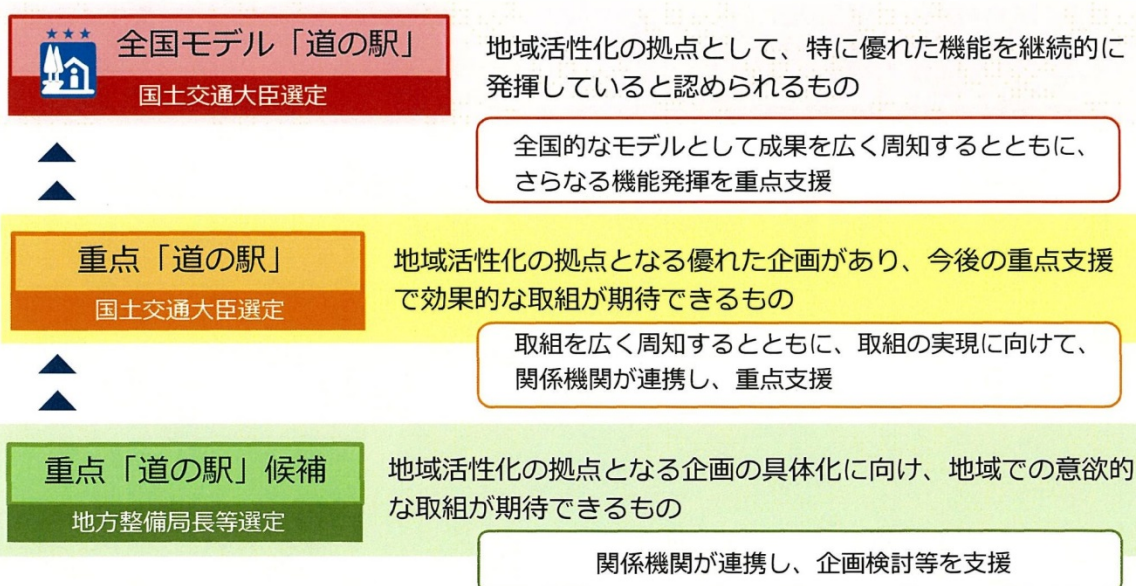 全国モデル「道の駅」
国土交通大臣選定
地域活性化の拠点として、特に優れた機能を継続的に
発揮していると認められるもの
全国的なモデルとして成果を広く周知するとともに、
さらなる機能発揮を重点支援
重点「道の駅」
国土交通大臣選定
地域活性化の拠点となる優れた企画があり、今後の重点支援
で効果的な取組が期待できるもの
取組を広く周知するとともに、取組の実現に向けて、
関係機関が連携し、重点支援
重点「道の駅」候補
地方整備局長等選定
地域活性化の拠点となる企画の具体化に向け、地域での意欲的
な取組が期待できるもの
関係機関が連携し、企画検討等を支援